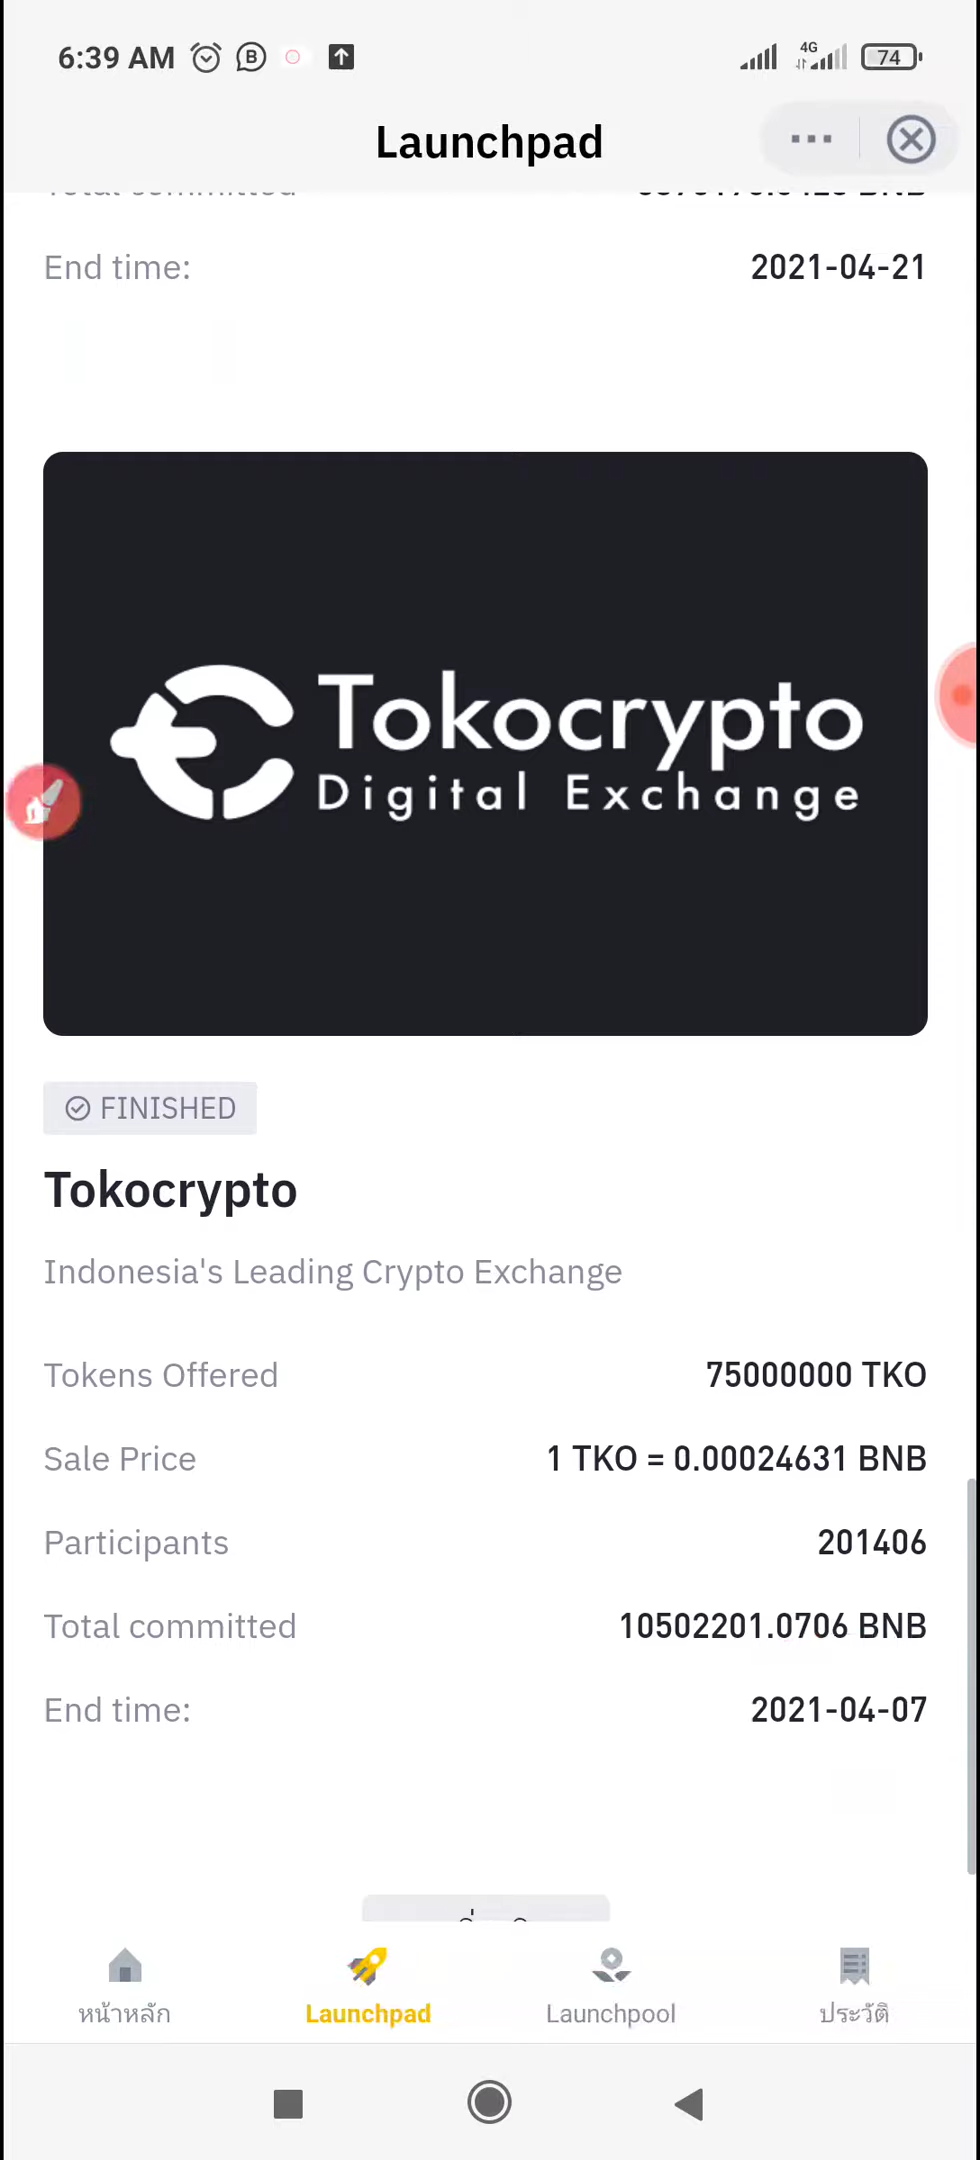 6:39 AM
4G
74
Launchpad
End time:
2021-04-21
Tokocrypto
Digital Exchange
FINISHED
Tokocrypto
Indonesia's Leading Crypto Exchange
Tokens Offered
75000000 TKO
Sale Price
1 TKO = 0.00024631 BNB
Participants
201406
Total committed
10502201.0706 BNB
End time:
2021-04-07
หน้าหลัก
Launchpad
Launchpool
ประวัติ